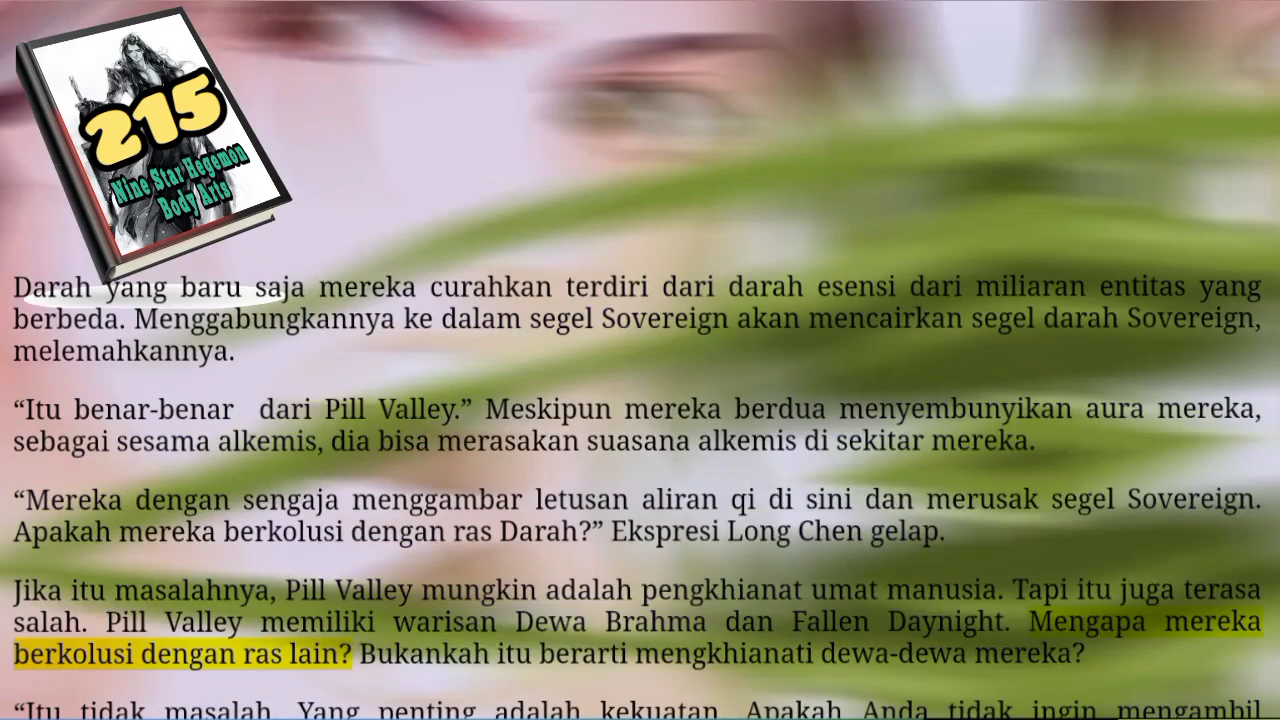 215
Nine Star Hegemon
Body Arts
Darah yang baru saja mereka curahkan terdiri dari darah esensi dari miliaran entitas yang
berbeda. Menggabungkannya ke dalam segel Sovereign akan mencairkan segel darah Sovereign,
melemahkannya.
“Itu benar-benar  dari Pill Valley.” Meskipun mereka berdua menyembunyikan aura mereka,
sebagai sesama alkemis, dia bisa merasakan suasana alkemis di sekitar mereka.
“Mereka dengan sengaja menggambar letusan aliran qi di sini dan merusak segel Sovereign.
Apakah mereka berkolusi dengan ras Darah?” Ekspresi Long Chen gelap.
Jika itu masalahnya, Pill Valley mungkin adalah pengkhianat umat manusia. Tapi itu juga terasa
salah. Pill Valley memiliki warisan Dewa Brahma dan Fallen Daynight. Mengapa mereka
berkolusi dengan ras lain? Bukankah itu berarti mengkhianati dewa-dewa mereka?
“Itu tidak masalah. Yang penting adalah kekuatan. Apakah Anda tidak ingin mengambil